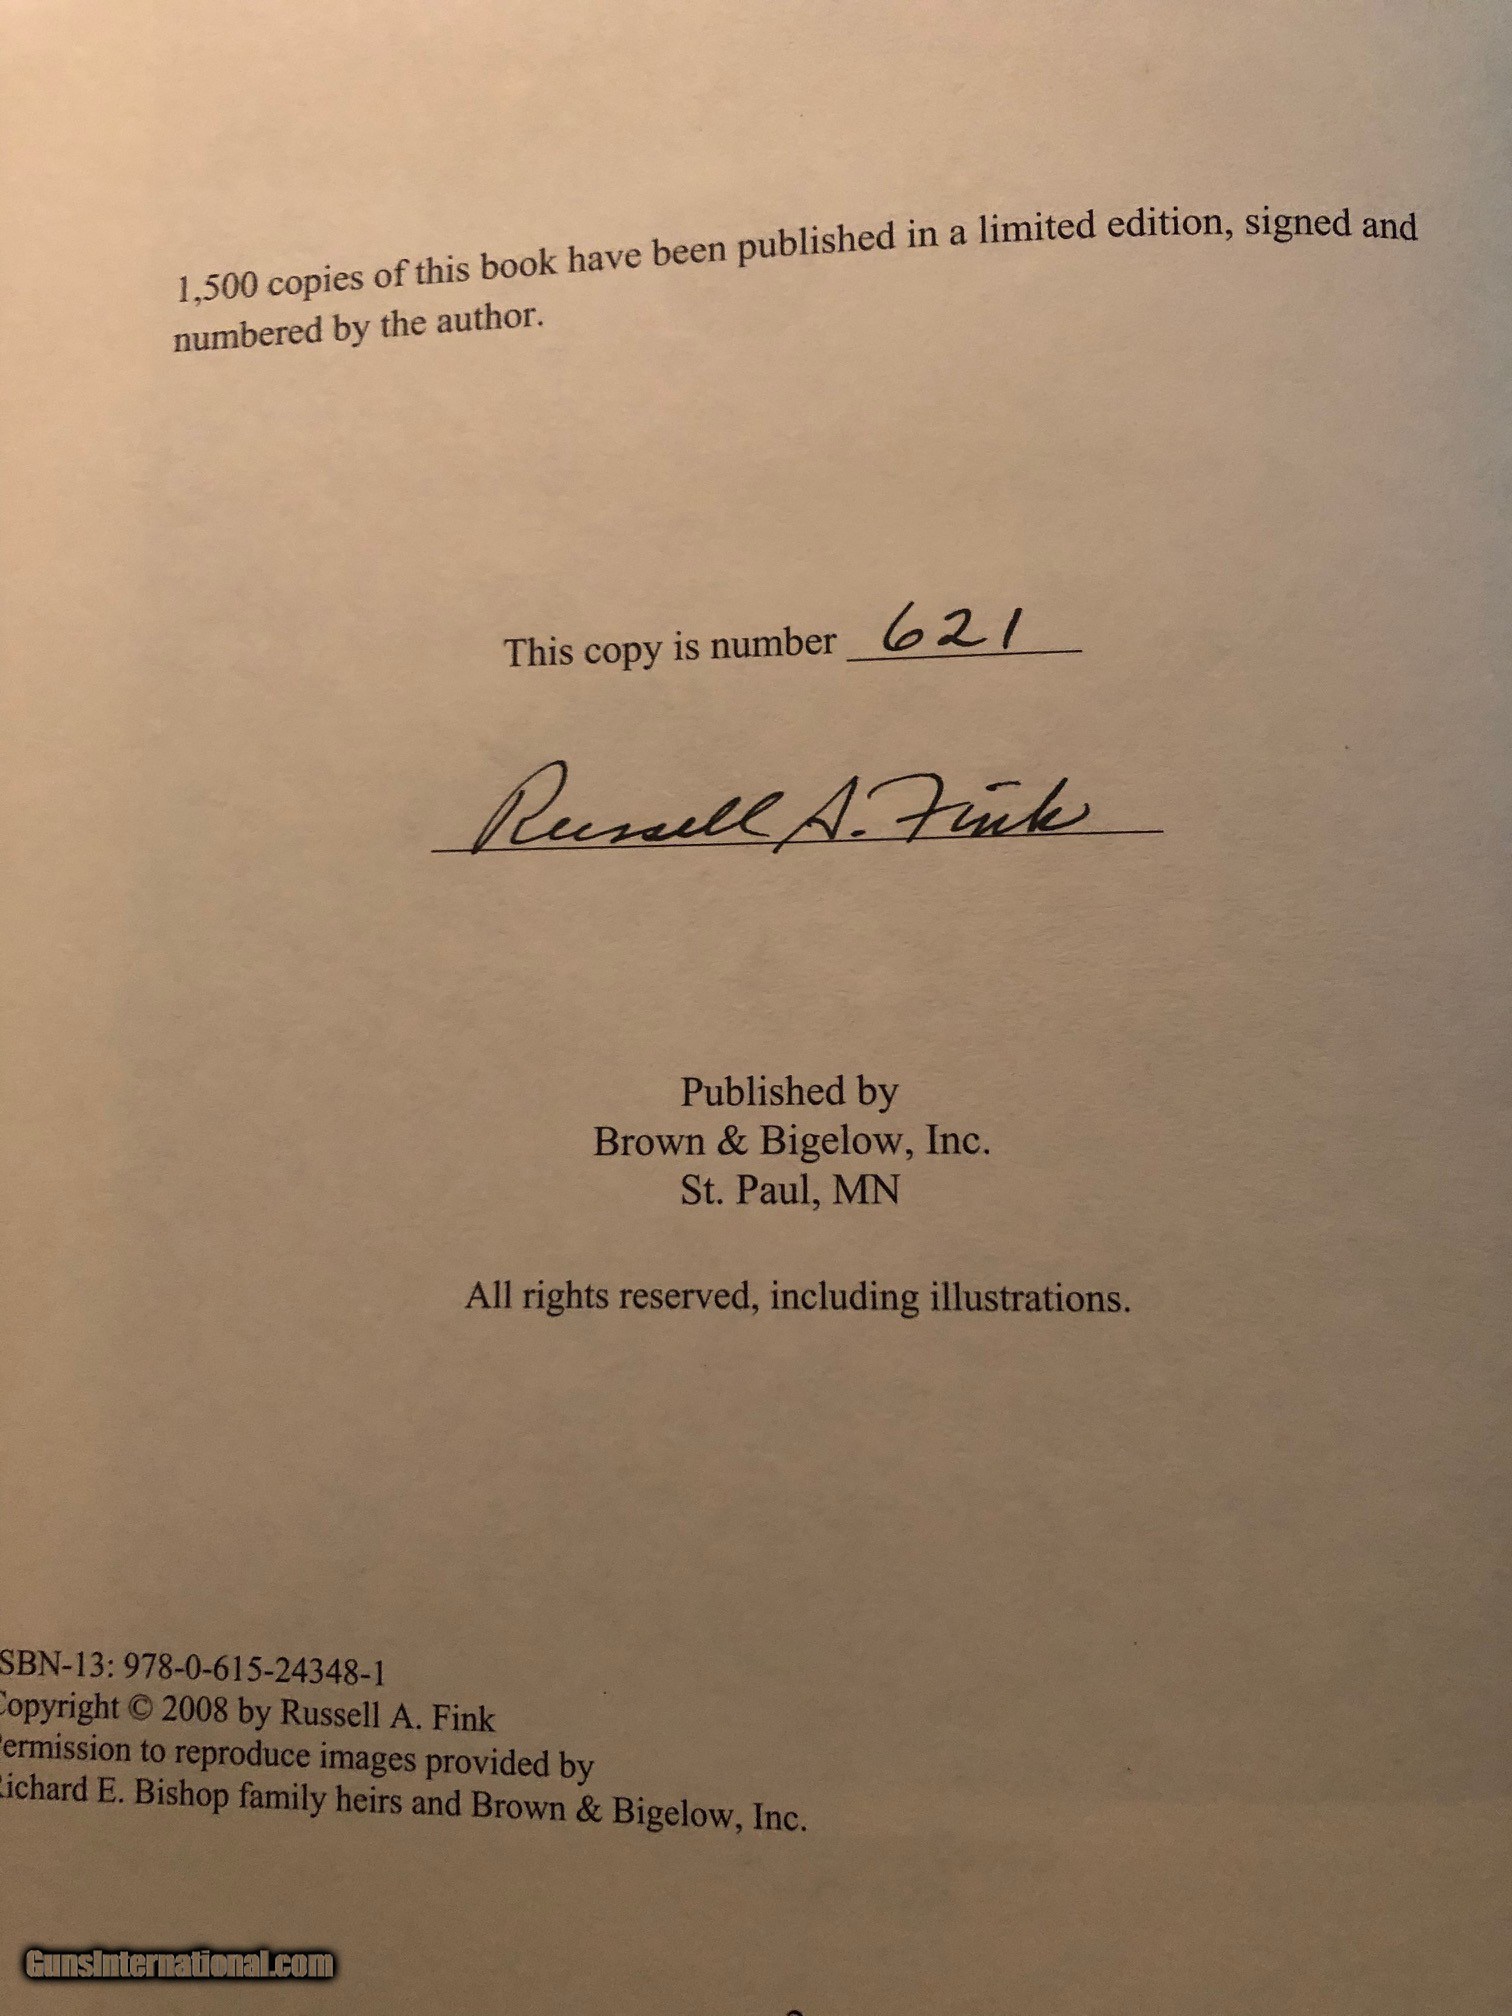 1,500 copies of this book have been published in a limited edition, signed and
numbered by the author.
This copy is number 621
Russell A. Fink
Published by
Brown & Bigelow, Inc.
St. Paul, MN
All rights reserved, including illustrations.
SBN-13: 978-0-615-24348-1
Copyright © 2008 by Russell A. Fink
ermission to reproduce images provided by
ichard E. Bishop family heirs and Brown & Bigelow, Inc.
GunsInternational.com